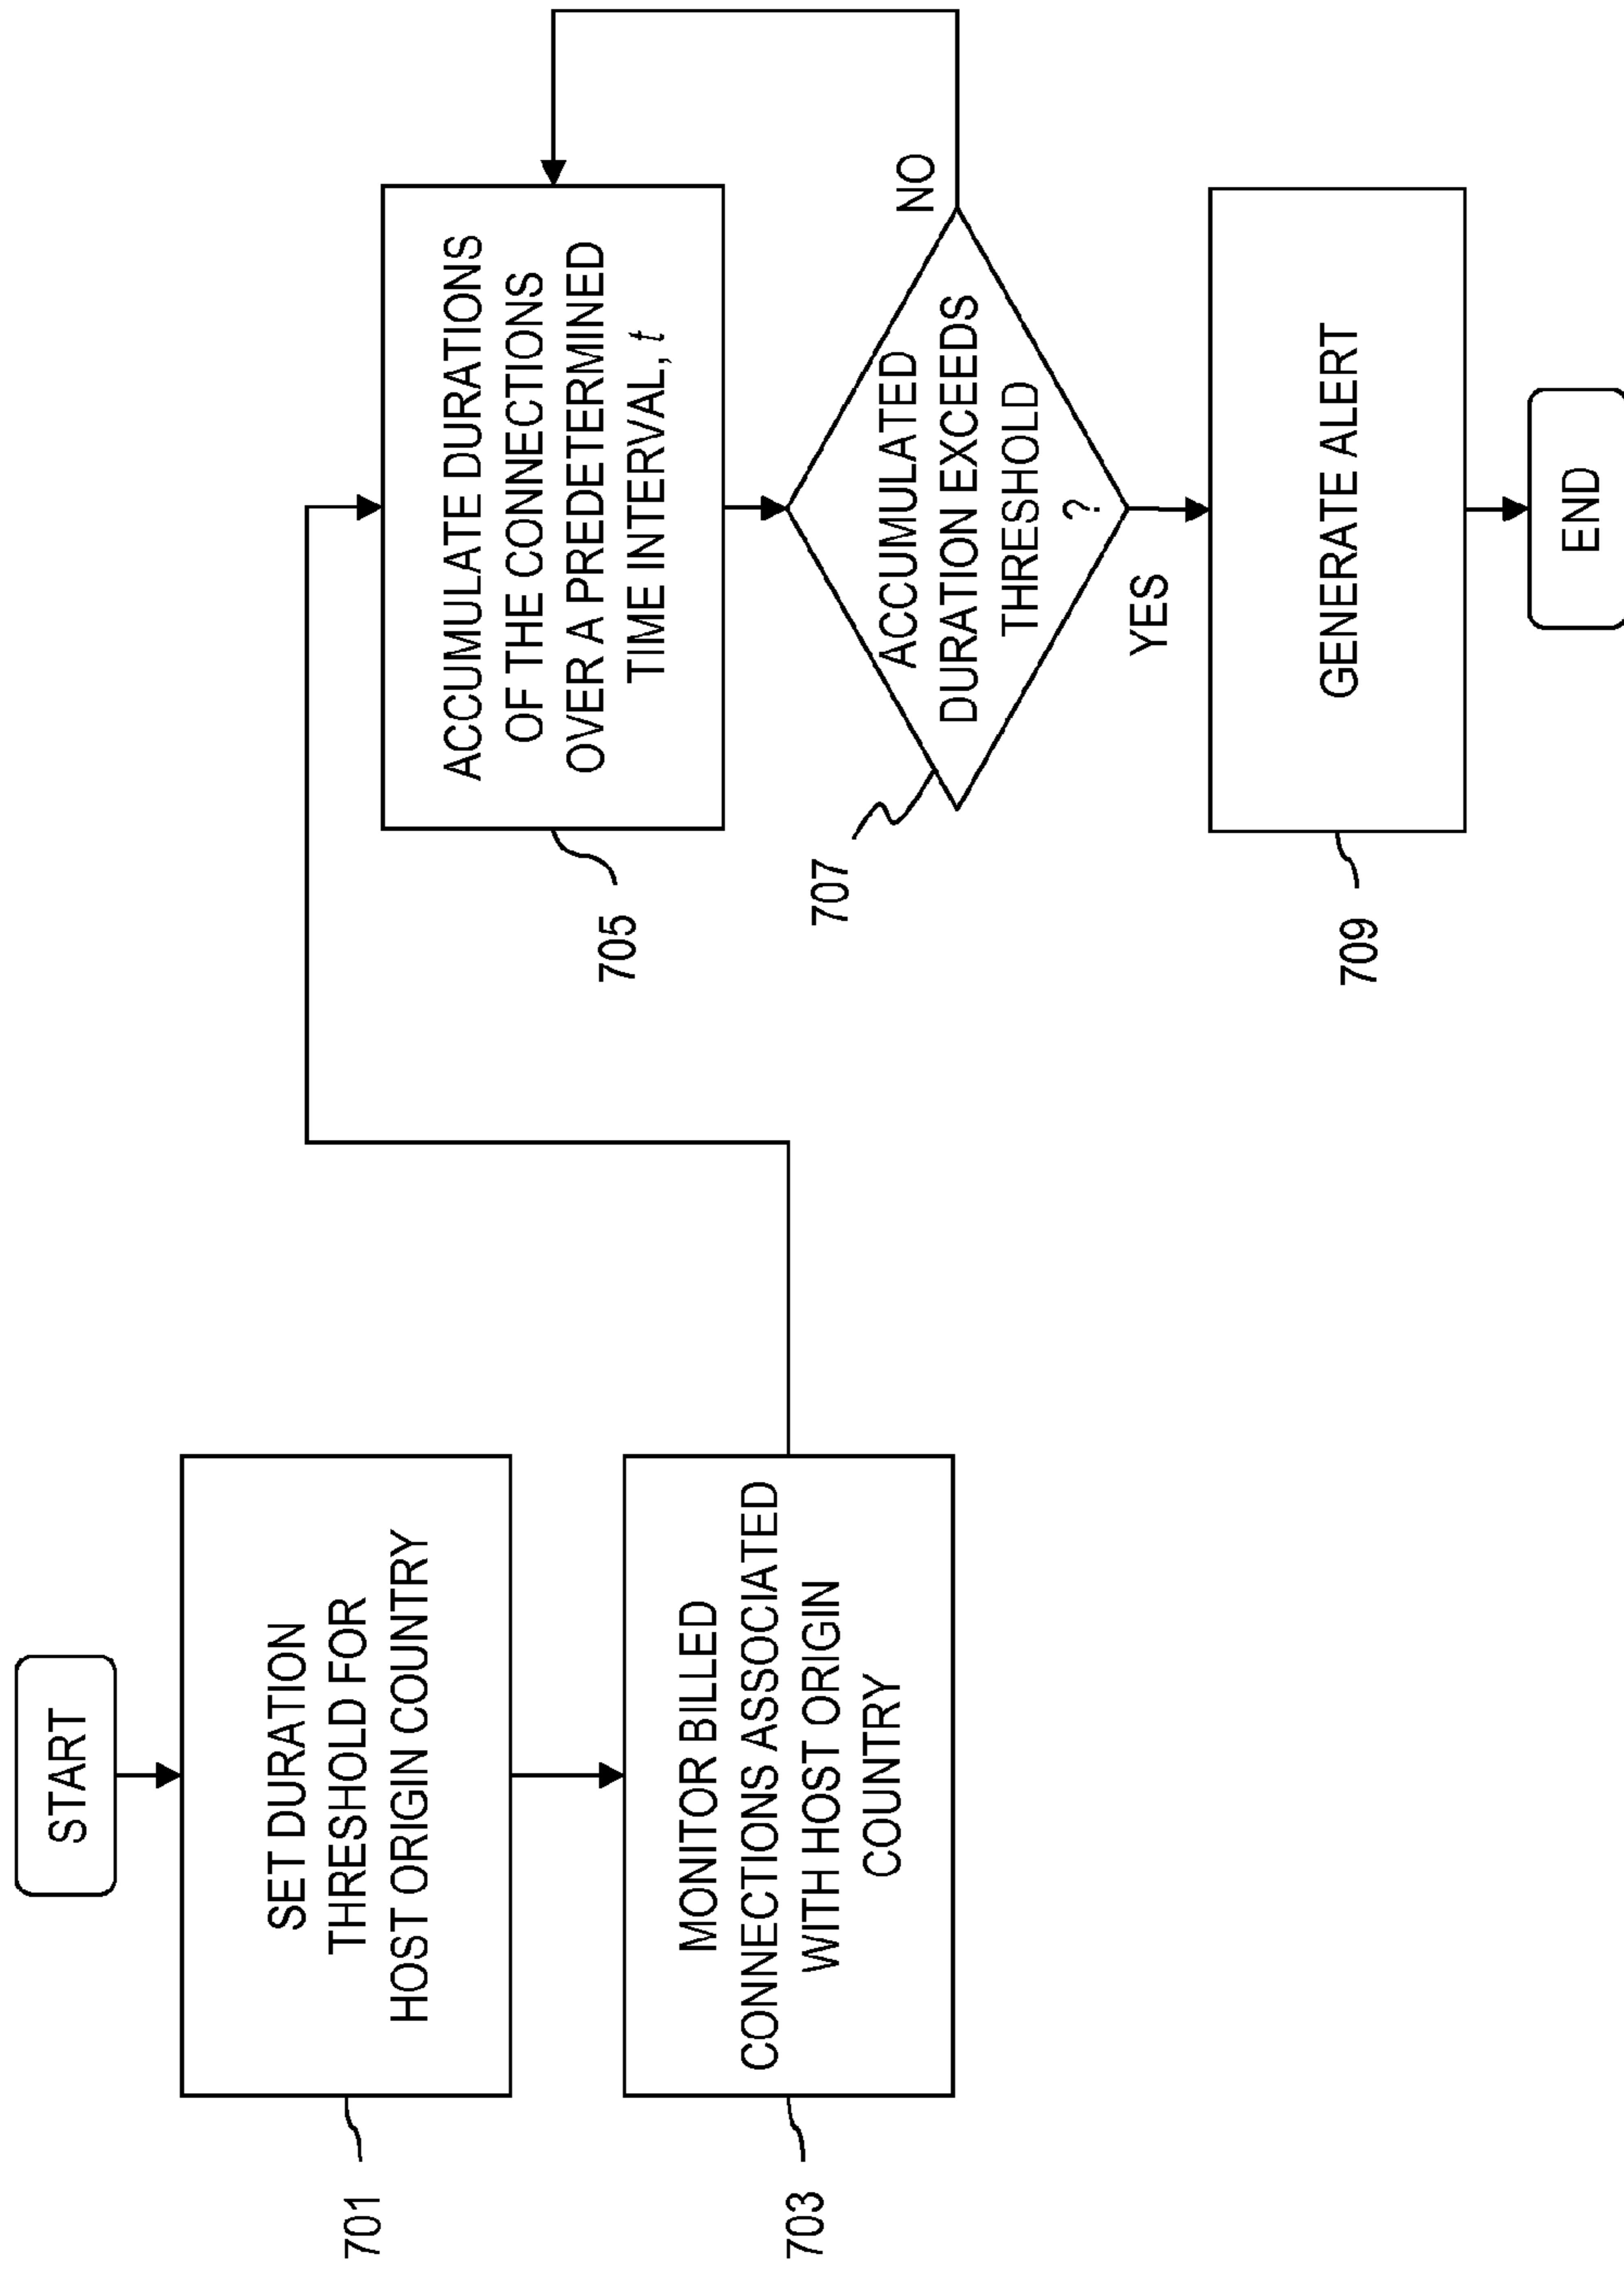 START
SET DURATION
THRESHOLD FOR
HOST ORIGIN COUNTRY
701
MONITOR BILLED
CONNECTIONS ASSOCIATED
WITH HOST ORIGIN
COUNTRY
703
ACCUMULATE DURATIONS
OF THE CONNECTIONS
OVER A PREDETERMINED
TIME INTERVAL, t
705
ACCUMULATED
DURATION EXCEEDS
THRESHOLD
?
707
NO
YES
GENERATE ALERT
709
END